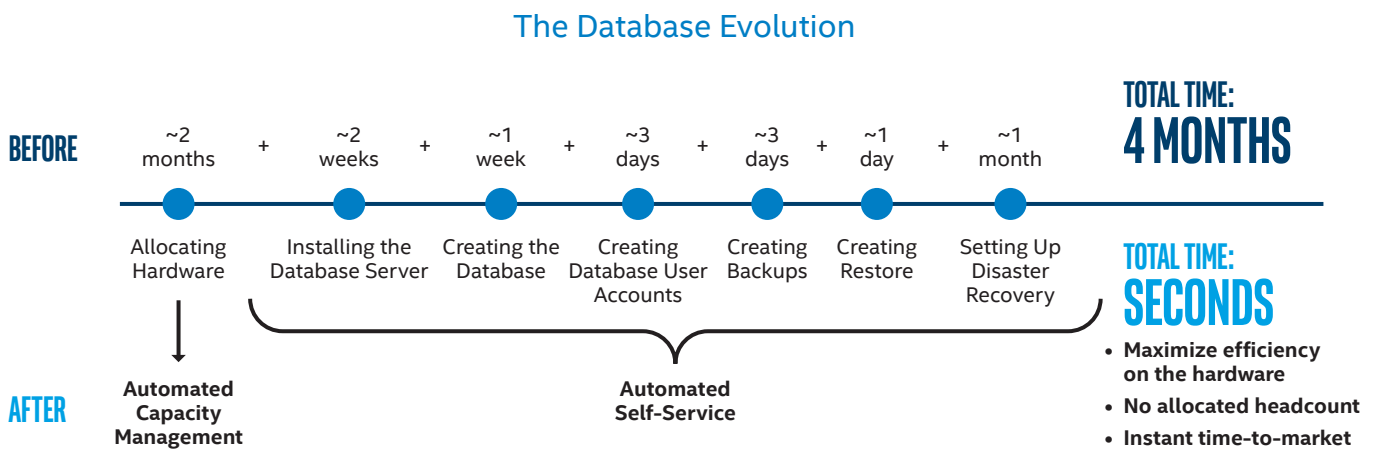 The Database Evolution
BEFORE
~2
months
+
~2
weeks
+
~1
week
+
~3
days
+
~3
days
+
~1
day
+
~1
month
TOTAL TIME:
4 MONTHS
Allocating
Hardware
Installing the
Database Server
Creating the
Database
Creating
Database User
Accounts
Creating
Backups
Creating
Restore
Setting Up
Disaster
Recovery
AFTER
Automated
Capacity
Management
Automated
Self-Service
TOTAL TIME:
SECONDS
• Maximize efficiency
on the hardware
• No allocated headcount
• Instant time-to-market